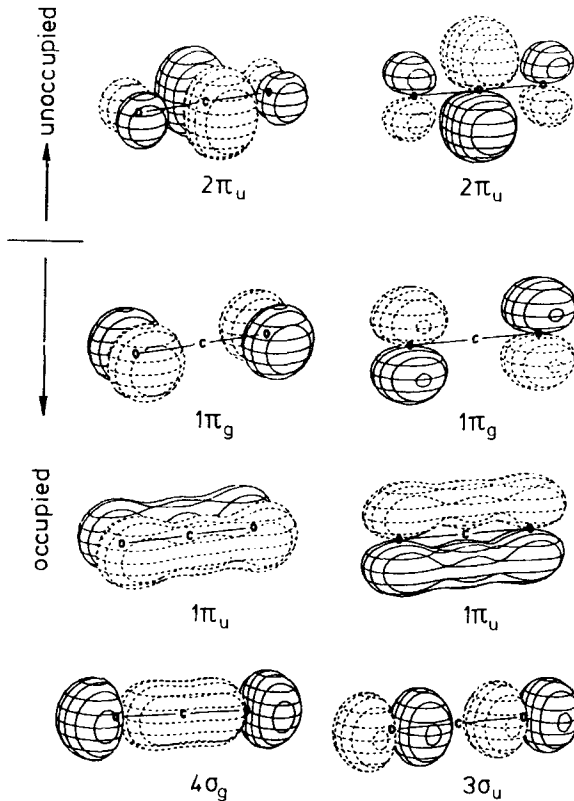 unoccupied
occupied
o c o
2πu 2πu
o c o
1πg 1πg
o c o c
1πu 1πu
c c
4σg 3σu